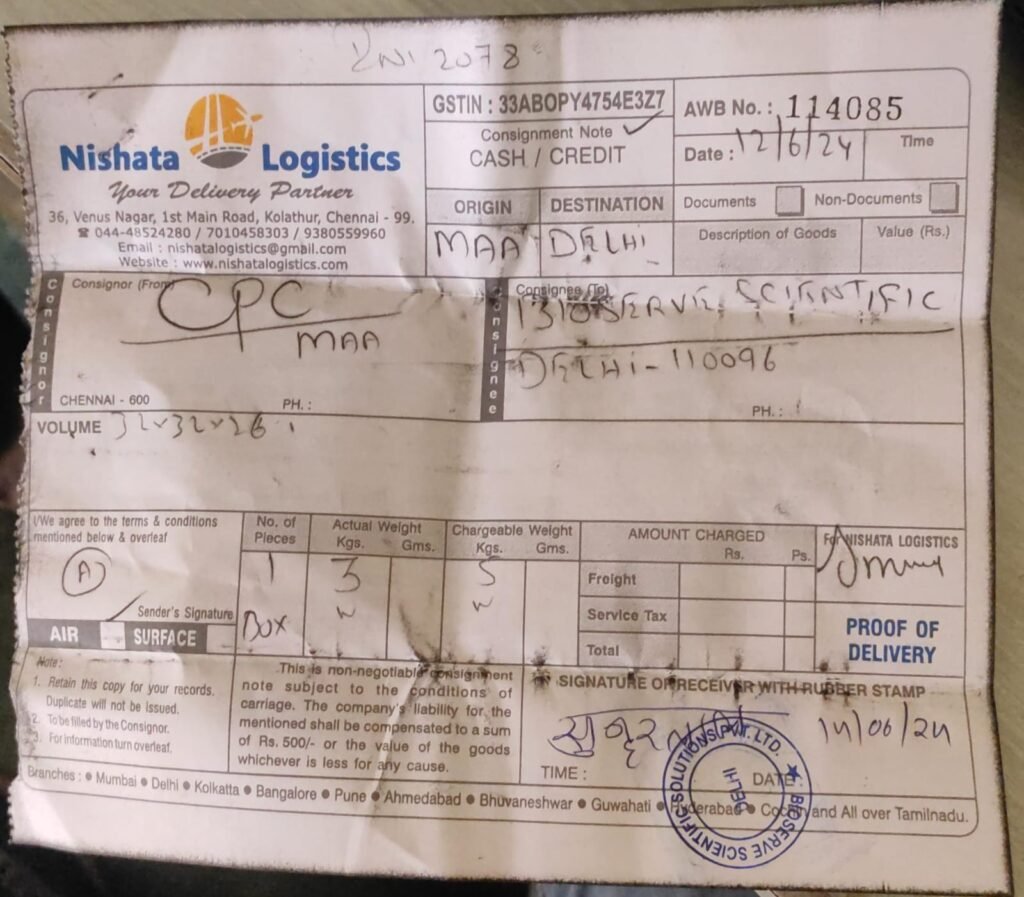 2078
GSTIN : 33ABOPY4754E3Z7
AWB No. : 114085
Nishata Logistics
Your Delivery Partner
36, Venus Nagar, 1st Main Road, Kolathur, Chennai - 99.
☎ 044-48524280 / 7010458303 / 9380559960
Email : nishatalogistics@gmail.com
Website : www.nishatalogistics.com
Consignment Note ✓
CASH / CREDIT
Date : 12/6/24
Time
ORIGIN
DESTINATION
Documents
Non-Documents
MAA
DELHI
Description of Goods
Value (Rs.)
Consignor
Consignor (From)
CPC
MAA
CHENNAI - 600
PH. :
Consignee
Consignee (To)
BIOSERVE SCIENTIFIC
DELHI - 110096
PH. :
VOLUME 32x32x26
I/We agree to the terms & conditions
mentioned below & overleaf
A
Sender's Signature
AIR
SURFACE
No. of
Pieces
1
Box
Actual Weight
Kgs. Gms.
3
Chargeable Weight
Kgs. Gms.
5
AMOUNT CHARGED
Rs. Ps.
Freight
Service Tax
Total
For NISHATA LOGISTICS
PROOF OF
DELIVERY
Note :
1. Retain this copy for your records.
Duplicate will not be issued.
2. To be filled by the Consignor.
3. For information turn overleaf.
This is non-negotiable consignment
note subject to the conditions of
carriage. The company's liability for the
mentioned shall be compensated to a sum
of Rs. 500/- or the value of the goods
whichever is less for any cause.
SIGNATURE OF RECEIVER WITH RUBBER STAMP
14/06/24
TIME :
DATE :
BIOSERVE SCIENTIFIC SOLUTIONS PVT. LTD. ★
DELHI
Branches : ● Mumbai ● Delhi ● Kolkatta ● Bangalore ● Pune ● Ahmedabad ● Bhuvaneshwar ● Guwahati ● Hyderabad ● Cochin and All over Tamilnadu.